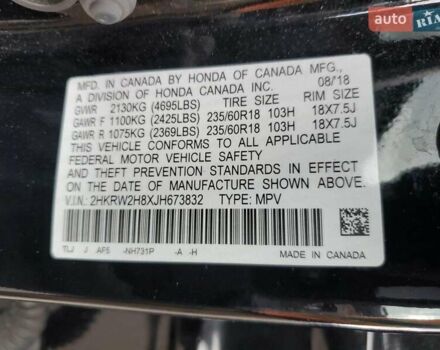 auto RIA
MFD. IN CANADA BY HONDA OF CANADA MFG., 08/18
A DIVISION OF HONDA CANADA INC.
GVWR 2130KG (4695LBS) TIRE SIZE RIM SIZE
GAWR F 1100KG (2425LBS) 235/60R18 103H 18X7.5J
GAWR R 1075KG (2369LBS) 235/60R18 103H 18X7.5J
THIS VEHICLE CONFORMS TO ALL APPLICABLE
FEDERAL MOTOR VEHICLE SAFETY
AND THEFT PREVENTION STANDARDS IN EFFECT
ON THE DATE OF MANUFACTURE SHOWN ABOVE.
V.I.N.: 2HKRW2H8XJH673832 TYPE: MPV
TLJ J AF5 -NH731P -A -H
MADE IN CANADA